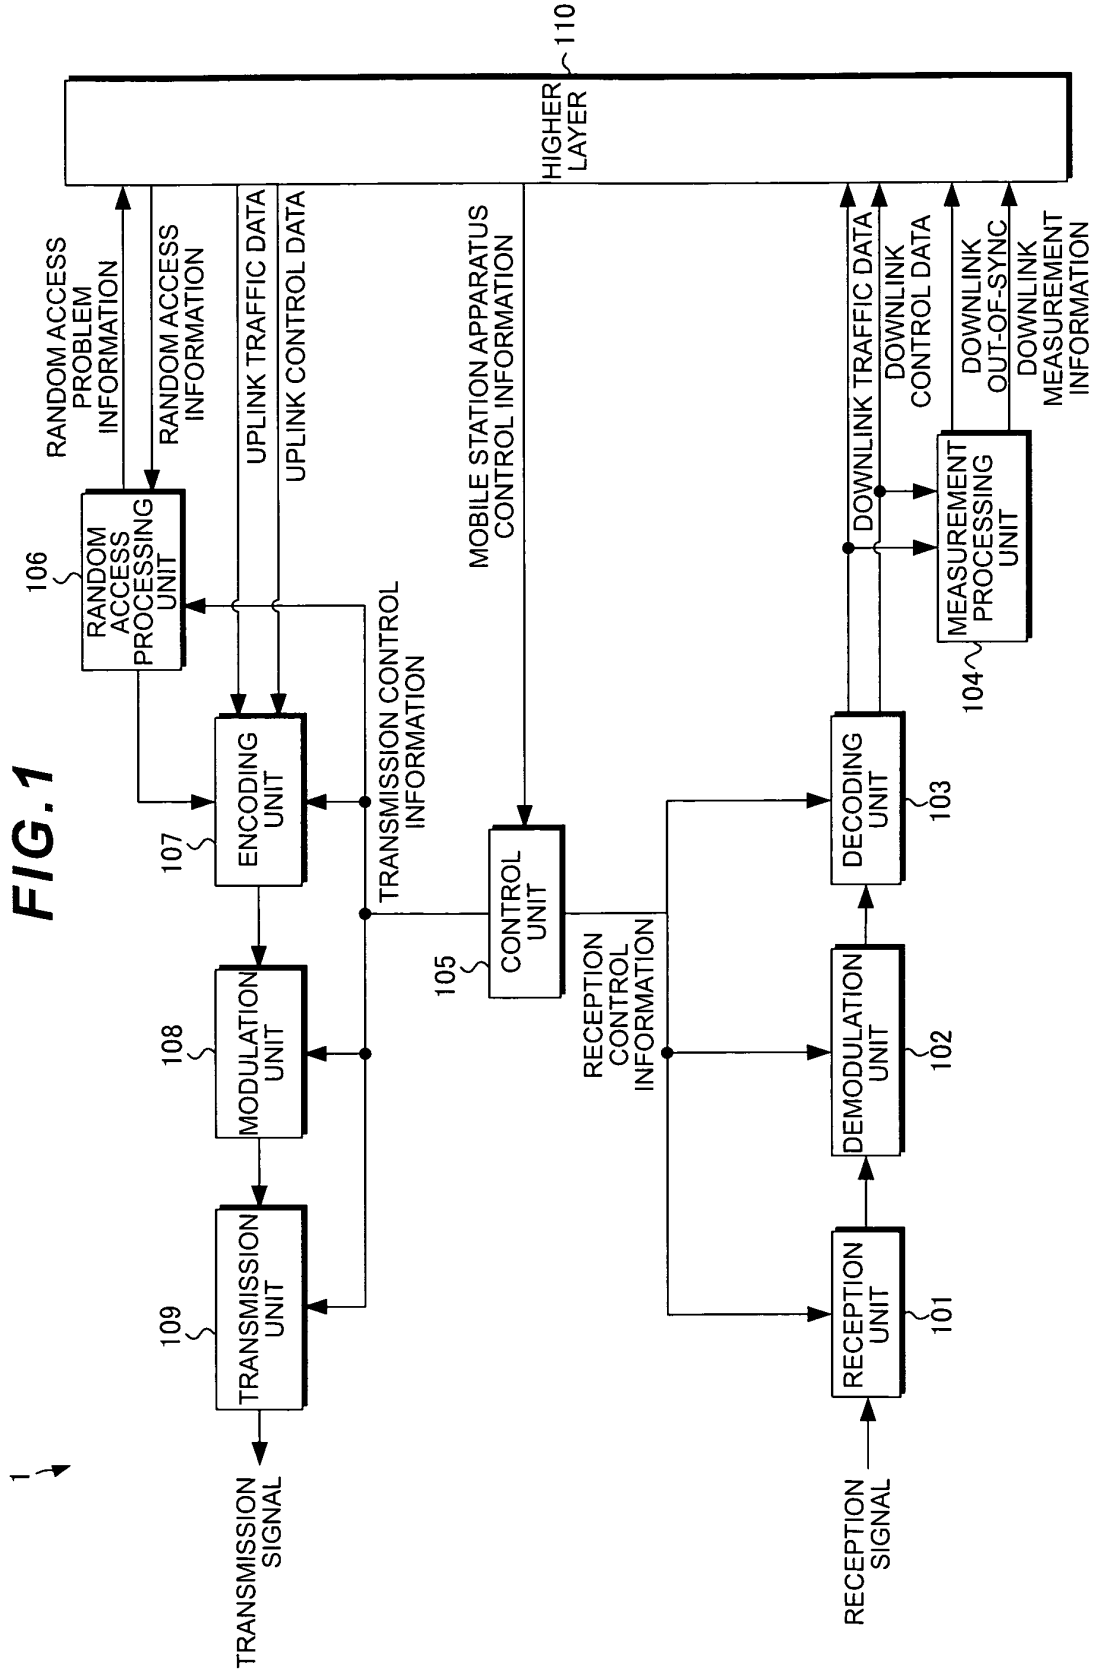 FIG.1
1
TRANSMISSION
SIGNAL
109
TRANSMISSION
UNIT
108
MODULATION
UNIT
107
ENCODING
UNIT
106
RANDOM
ACCESS
PROCESSING
UNIT
RANDOM ACCESS
PROBLEM
INFORMATION
RANDOM ACCESS
INFORMATION
UPLINK TRAFFIC DATA
UPLINK CONTROL DATA
TRANSMISSION CONTROL
INFORMATION
105
CONTROL
UNIT
MOBILE STATION APPARATUS
CONTROL INFORMATION
HIGHER
LAYER
110
RECEPTION
CONTROL
INFORMATION
RECEPTION
SIGNAL
RECEPTION
UNIT
101
DEMODULATION
UNIT
102
DECODING
UNIT
103
DOWNLINK TRAFFIC DATA
DOWNLINK
CONTROL DATA
MEASUREMENT
PROCESSING
UNIT
104
DOWNLINK
OUT-OF-SYNC
DOWNLINK
MEASUREMENT
INFORMATION